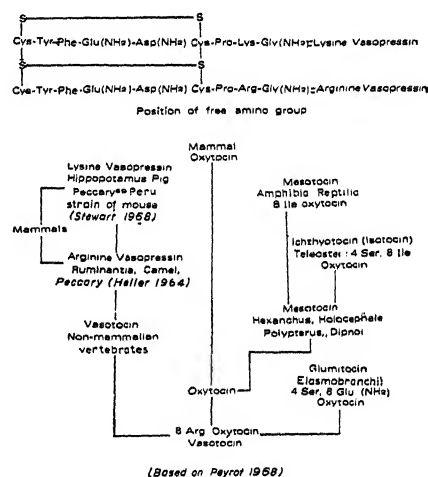 S S
Cys-Tyr-Phe-Glu(NH2)-Asp(NH2) Cys-Pro-Lys-Gly(NH2)=Lysine Vasopressin
S S
Cys-Tyr-Phe-Glu(NH2)-Asp(NH2) Cys-Pro-Arg-Gly(NH2)=Arginine Vasopressin
Position of free amino group
Mammal
Oxytocin
Lysine Vasopressin
Hippopotamus Pig
Peccary Peru
strain of mouse
(Stewart 1968)
Mammals
Arginine Vasopressin
Ruminantia, Camel,
Peccary (Heller 1964)
Vasotocin
Non-mammalian
vertebrates
Mesotocin
Amphibia Reptilia
8 Ile oxytocin
Ichthyotocin (Isotocin)
Teleoster: 4 Ser, 8 Ile
Oxytocin
Mesotocin
Hexanchus, Holocephale
Polypterus, Dipnoi
Oxytocin
Glumitocin
Elasmobranchii
4 Ser, 8 Glu (NH2)
Oxytocin
8 Arg Oxytocin
Vasotocin
(Based on Peyrot 1968)